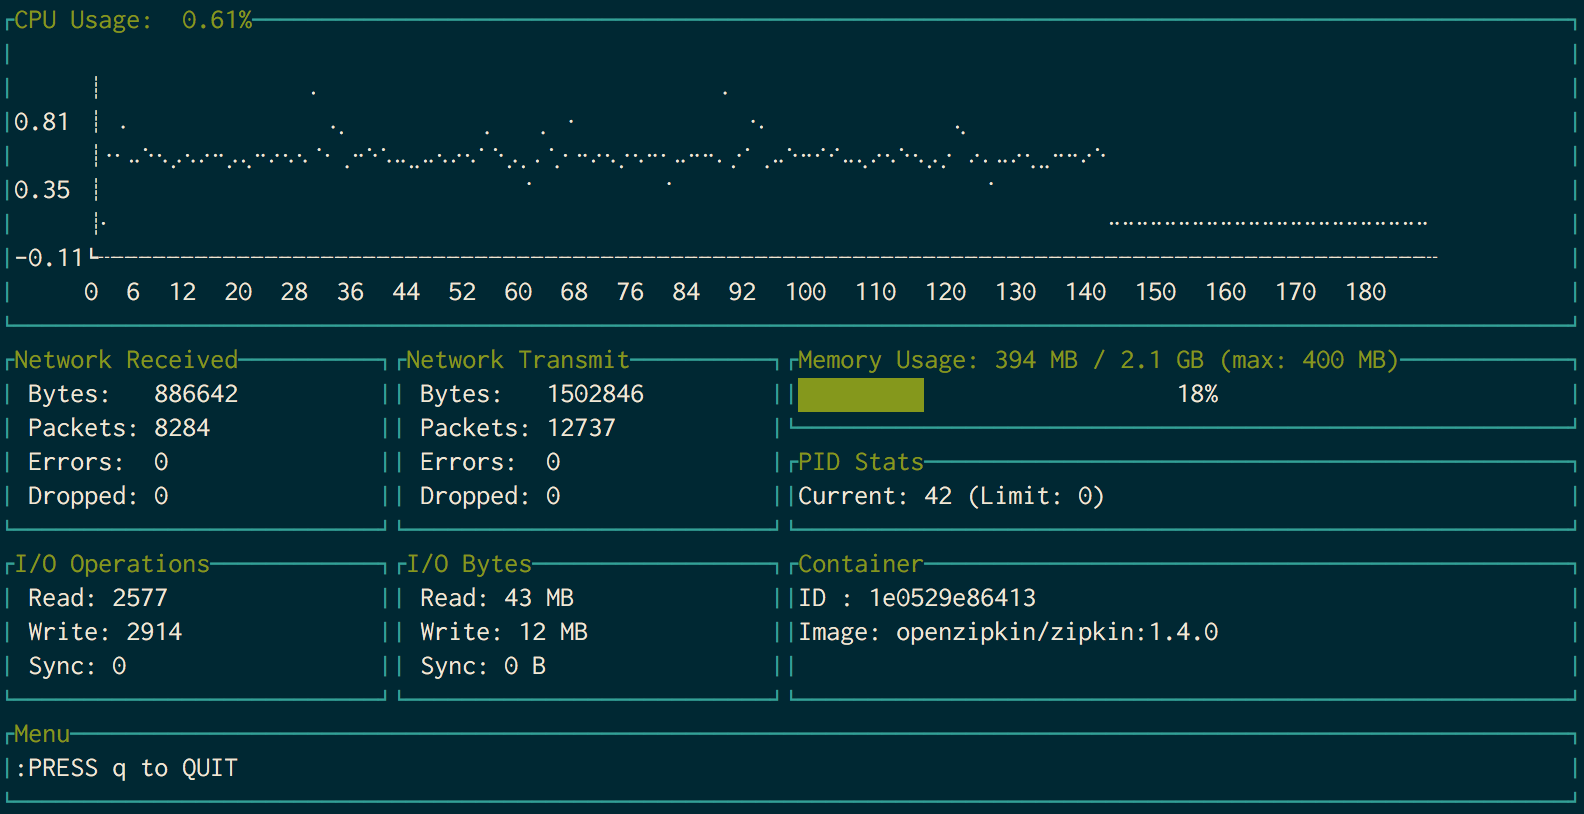 CPU Usage: 0.61%
0.81
0.35
-0.11
0 6 12 20 28 36 44 52 60 68 76 84 92 100 110 120 130 140 150 160 170 180
Network Received
Bytes: 886642
Packets: 8284
Errors: 0
Dropped: 0
Network Transmit
Bytes: 1502846
Packets: 12737
Errors: 0
Dropped: 0
Memory Usage: 394 MB / 2.1 GB (max: 400 MB)
18%
PID Stats
Current: 42 (Limit: 0)
I/O Operations
Read: 2577
Write: 2914
Sync: 0
I/O Bytes
Read: 43 MB
Write: 12 MB
Sync: 0 B
Container
ID : 1e0529e86413
Image: openzipkin/zipkin:1.4.0
Menu
:PRESS q to QUIT